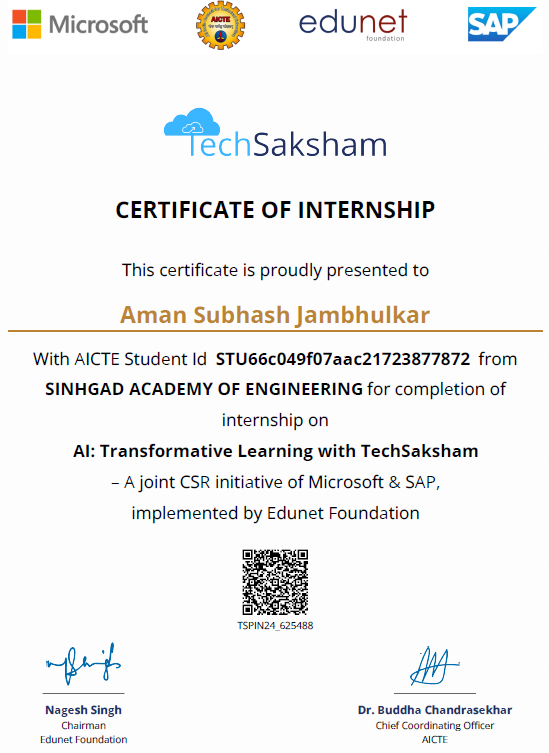 Microsoft
AICTE
edunet
foundation
SAP
TechSaksham
CERTIFICATE OF INTERNSHIP
This certificate is proudly presented to
Aman Subhash Jambhulkar
With AICTE Student Id STU66c049f07aac21723877872 from
SINHGAD ACADEMY OF ENGINEERING for completion of
internship on
AI: Transformative Learning with TechSaksham
– A joint CSR initiative of Microsoft & SAP,
implemented by Edunet Foundation
TSPIN24_625488
Nagesh Singh
Chairman
Edunet Foundation
Dr. Buddha Chandrasekhar
Chief Coordinating Officer
AICTE